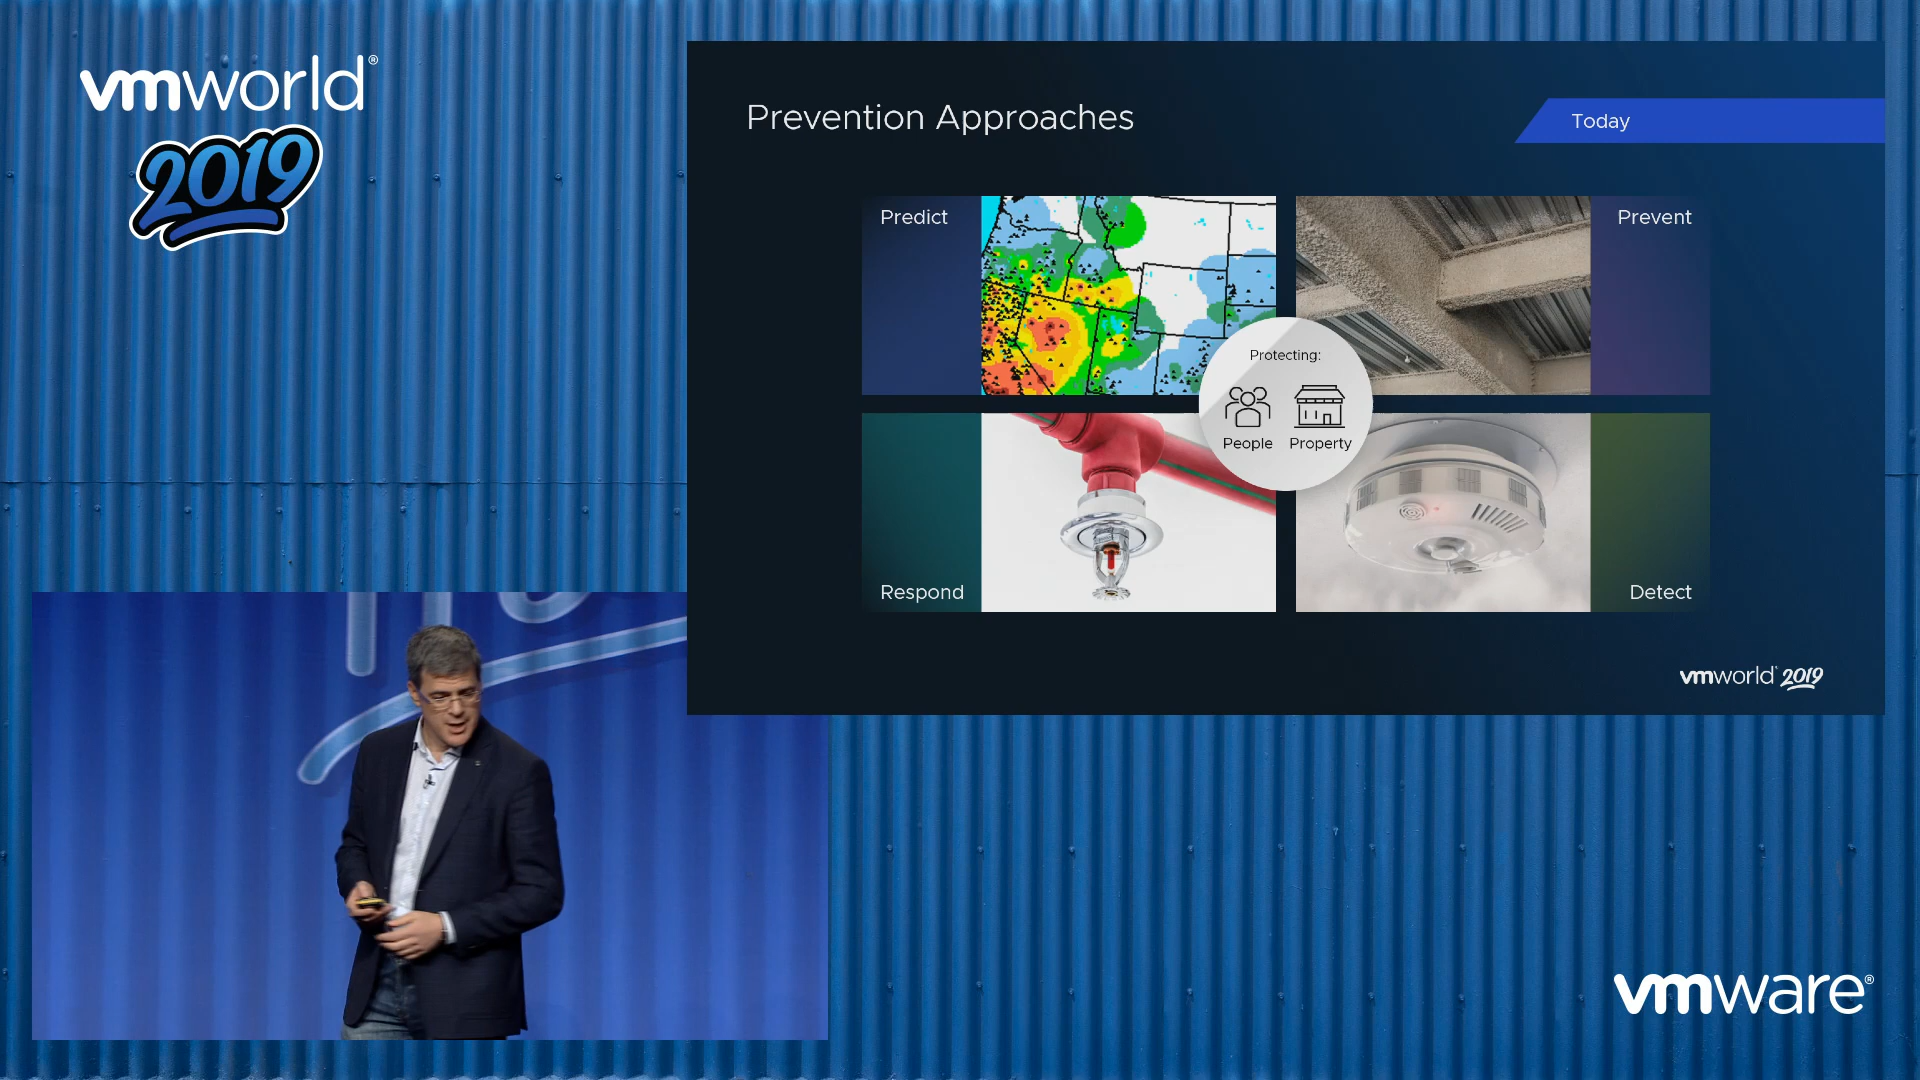 vmworld®
2019
Prevention Approaches
Today
Predict
Prevent
Protecting:
People
Property
Respond
Detect
vmworld® 2019
vmware®